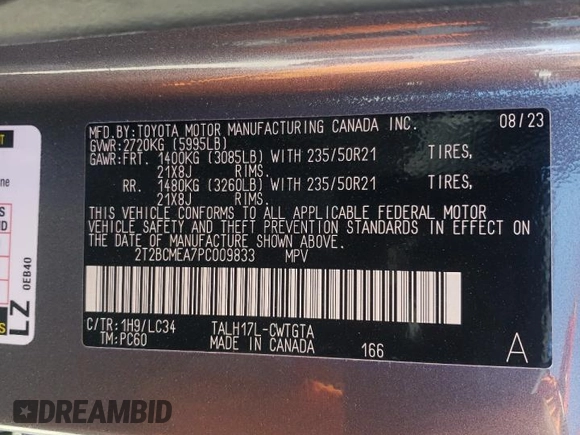 MFD.BY:TOYOTA MOTOR MANUFACTURING CANADA INC. 08/23
GVWR:2720KG (5995LB)
GAWR:FRT. 1400KG (3085LB) WITH 235/50R21 TIRES,
21X8J RIMS.
RR. 1480KG (3260LB) WITH 235/50R21 TIRES,
21X8J RIMS.
THIS VEHICLE CONFORMS TO ALL APPLICABLE FEDERAL MOTOR
VEHICLE SAFETY AND THEFT PREVENTION STANDARDS IN EFFECT ON
THE DATE OF MANUFACTURE SHOWN ABOVE.
2T2BCMEA7PC009833 MPV
C/TR:1H9/LC34 TALH17L-CWTGTA
TM:PC60 MADE IN CANADA 166 A
LZ
0EB40
DREAMBID